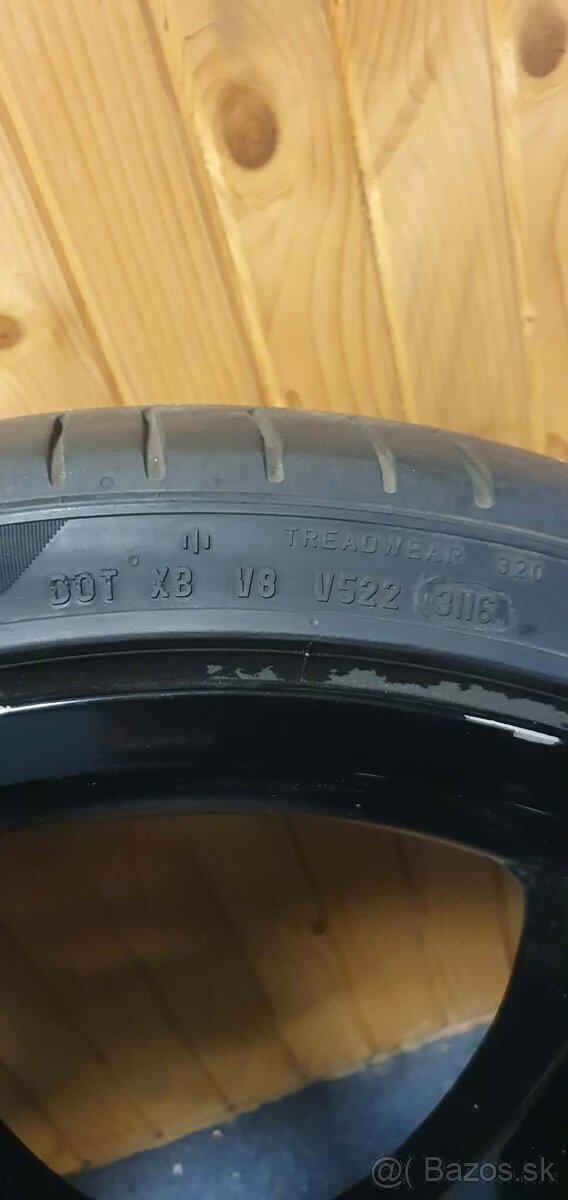 TREADWEAR 320
DOT XB V8 V522 3116
@( Bazos.sk